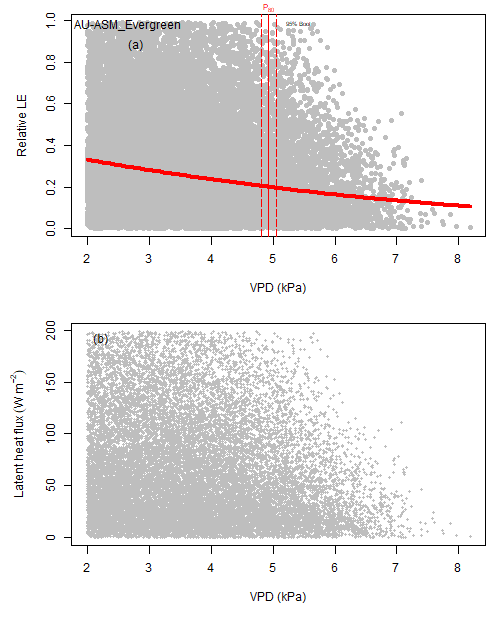 P80
AU-ASM_Evergreen
95% Boot
(a)
Relative LE
0.0 0.2 0.4 0.6 0.8 1.0
2 3 4 5 6 7 8
VPD (kPa)
(b)
Latent heat flux (W m⁻²)
0 50 100 150 200
2 3 4 5 6 7 8
VPD (kPa)